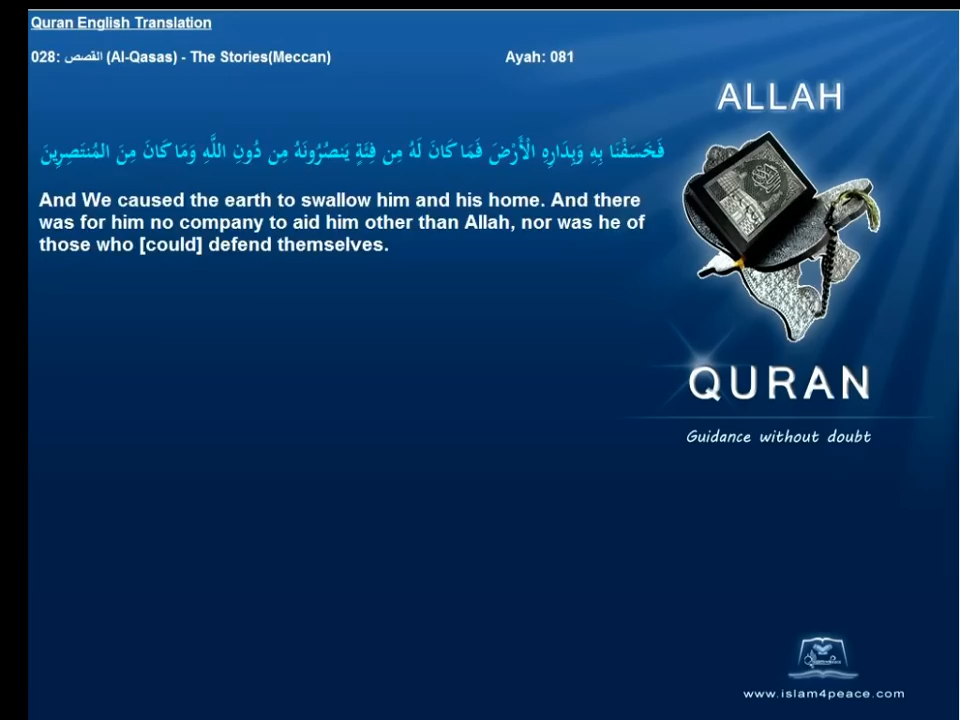 Quran English Translation
028: القصص (Al-Qasas) - The Stories(Meccan) Ayah: 081
ALLAH
فَخَسَفْنَا بِهِ وَبِدَارِهِ الْأَرْضَ فَمَا كَانَ لَهُ مِن فِئَةٍ يَنصُرُونَهُ مِن دُونِ اللَّهِ وَمَا كَانَ مِنَ المُنتَصِرِينَ
And We caused the earth to swallow him and his home. And there
was for him no company to aid him other than Allah, nor was he of
those who [could] defend themselves.
QURAN
Guidance without doubt
www.islam4peace.com